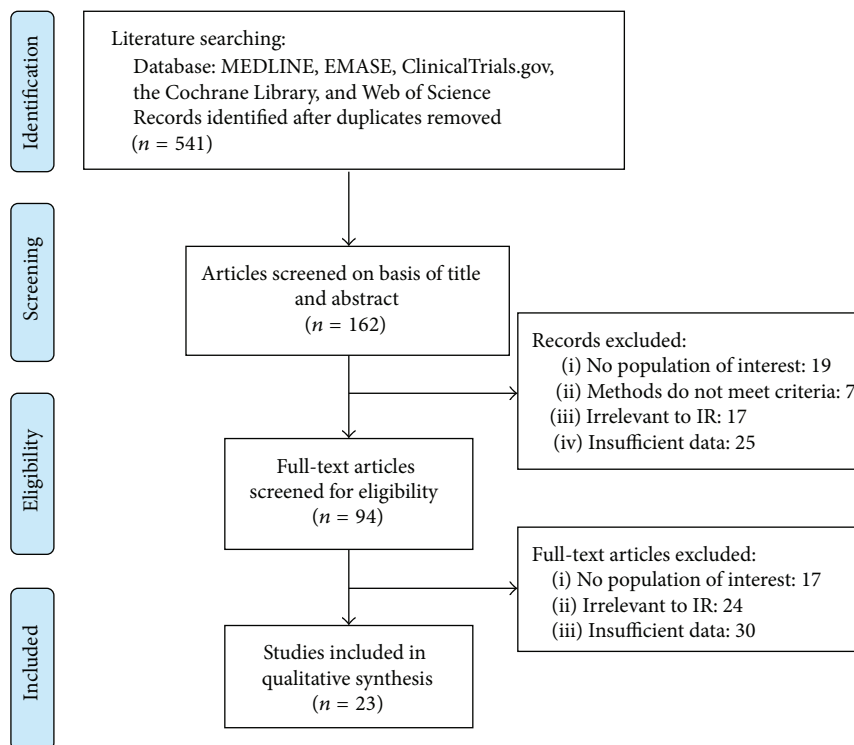 Identification
Literature searching:
Database: MEDLINE, EMASE, ClinicalTrials.gov,
the Cochrane Library, and Web of Science
Records identified after duplicates removed
(n = 541)
Screening
Articles screened on basis of title
and abstract
(n = 162)
Records excluded:
(i) No population of interest: 19
(ii) Methods do not meet criteria: 7
(iii) Irrelevant to IR: 17
(iv) Insufficient data: 25
Eligibility
Full-text articles
screened for eligibility
(n = 94)
Full-text articles excluded:
(i) No population of interest: 17
(ii) Irrelevant to IR: 24
(iii) Insufficient data: 30
Included
Studies included in
qualitative synthesis
(n = 23)